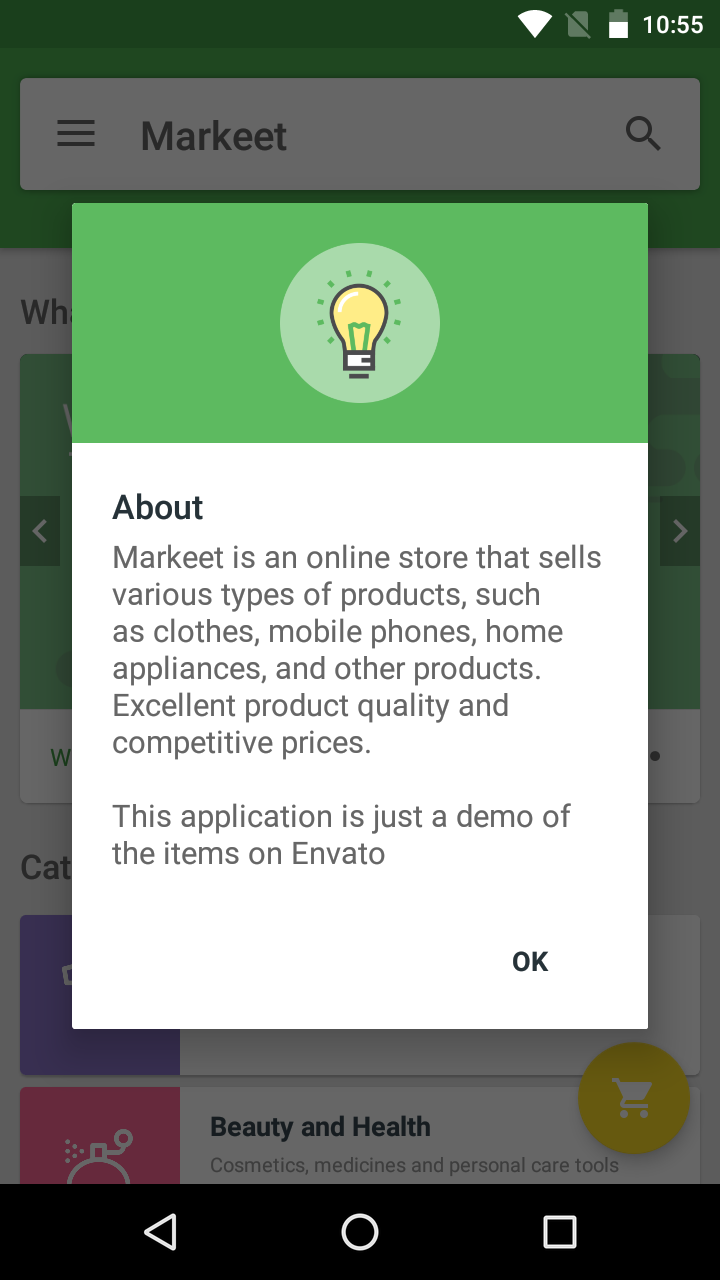 10:55
Markeet
About
Markeet is an online store that sells
various types of products, such
as clothes, mobile phones, home
appliances, and other products.
Excellent product quality and
competitive prices.
This application is just a demo of
the items on Envato
OK
Beauty and Health
Cosmetics, medicines and personal care tools